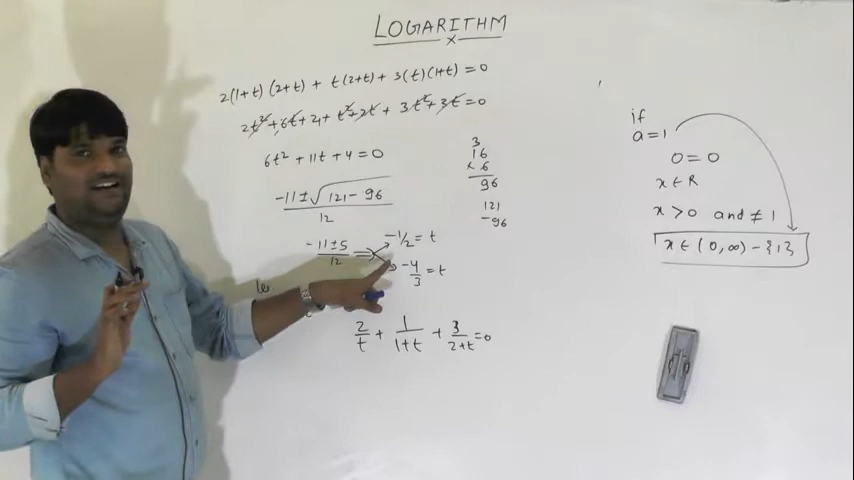 LOGARITHM
x
2(1+t)(2+t) + t(2+t) + 3(t)(1+t) = 0
2t²+6t+4 + t²+2t + 3t²+3t = 0
6t² + 11t + 4 = 0
-11 ± √121 - 96
12
-11 ± 5
12
-1/2 = t
-4/3 = t
2/t + 1/1+t + 3/2+t = 0
3
16
× 6
96
121
-96
if
a = 1
0 = 0
x ∈ R
x > 0 and ≠ 1
x ∈ (0, ∞) - {1}